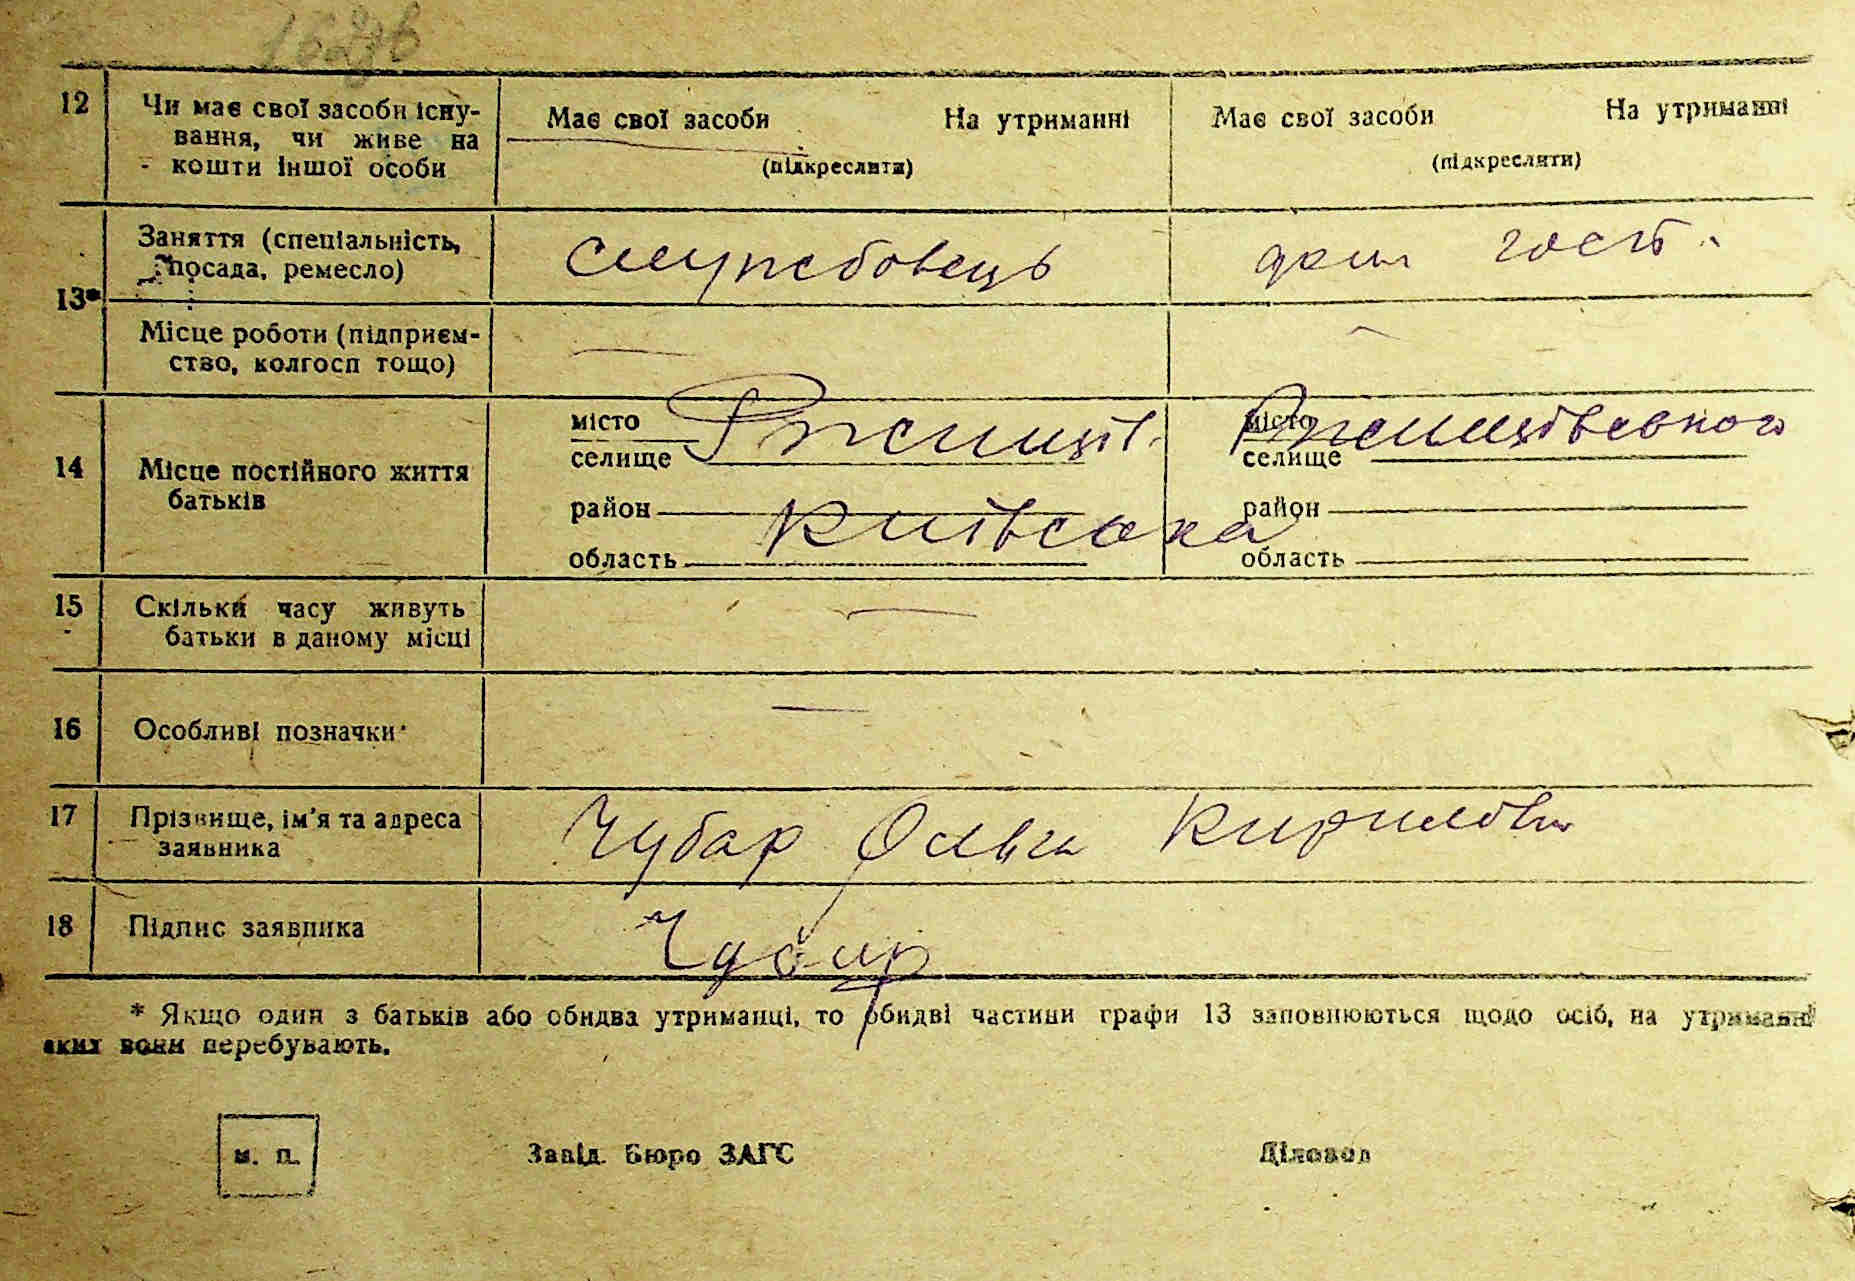 162зв
12 Чи має свої засоби існу- Має свої засоби На утриманні Має свої засоби На утриманні
вання, чи живе на
кошти іншої особи (підкреслити) (підкреслити)
Заняття (спеціальність, службовець дом госп.
посада, ремесло)
13*
Місце роботи (підприєм- — —
ство, колгосп тощо)
14 Місце постійного життя батьків
місто Ржищів місто Ржищівського
селище селище
район район
область Київська область
15 Скільки часу живуть —
батьки в даному місці
16 Особливі позначки —
17 Прізвище, ім'я та адреса Чубар Ольга Кирилівна
заявника
18 Підпис заявника Чубар
* Якщо один з батьків або обидва утриманці, то обидві частини графи 13 заповнюються щодо осіб, на утриманні
яких вони перебувають.
м. п. Завід. Бюро ЗАГС Діловод